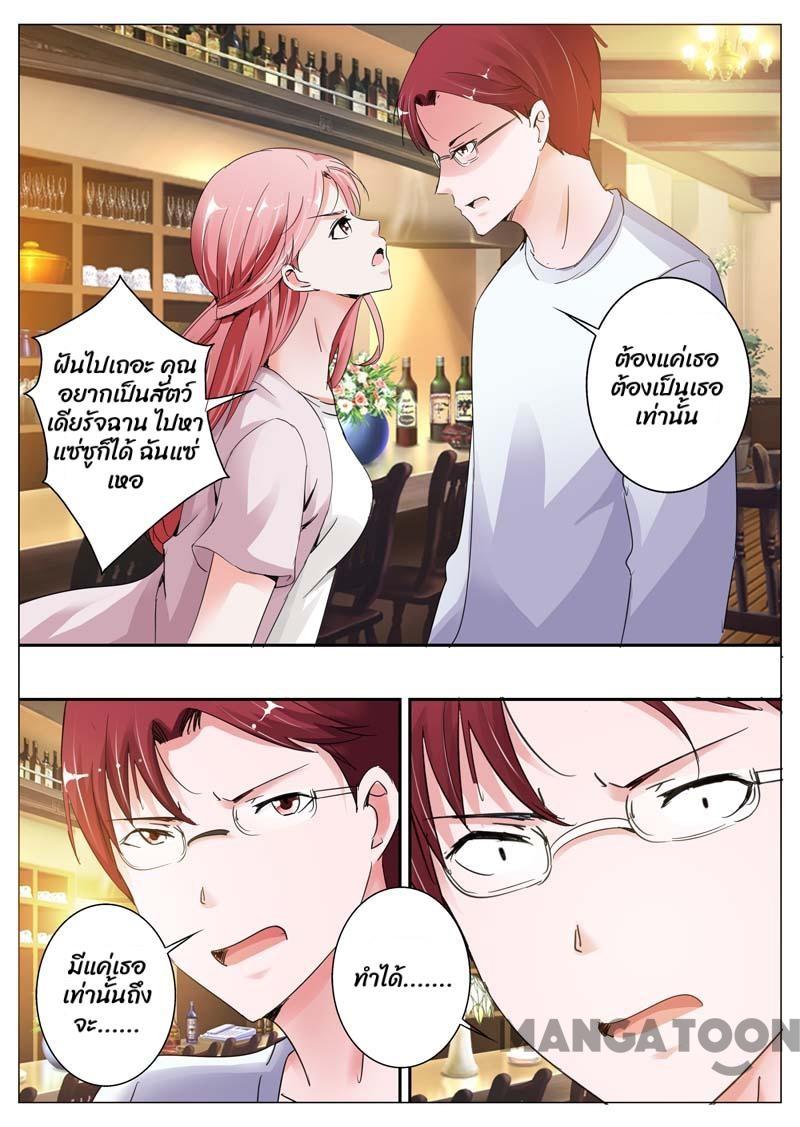 ต้องแค่เธอ
ต้องเป็นเธอ
เท่านั้น
ฝันไปเถอะ คุณ
อยากเป็นสัตว์
เดียรัจฉาน ไปหา
แซ่ซูก็ได้ ฉันแซ่
เหอ
มีแค่เธอ
เท่านั้นถึง
จะ......
ทำได้.......
MANGATOON